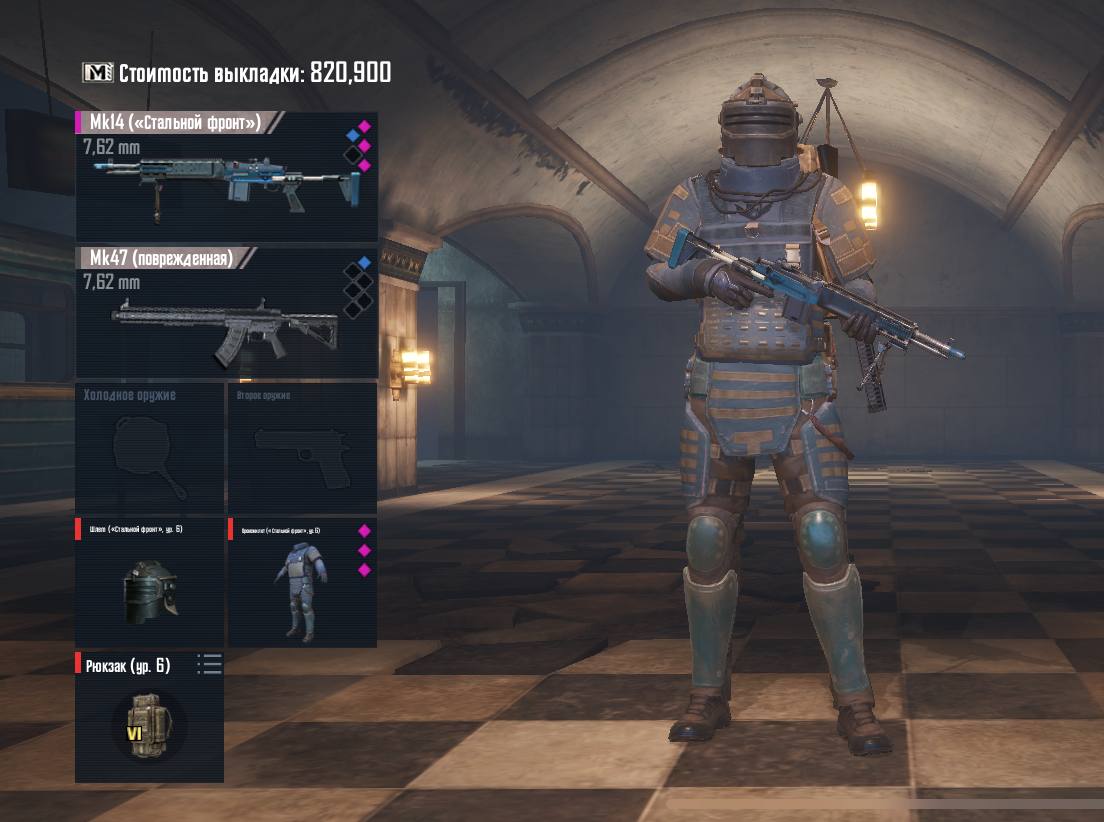 Стоимость выкладки: 820,900
Mk14 («Стальной фронт»)
7,62 mm
Mk47 (поврежденная)
7,62 mm
Холодное оружие
Второе оружие
Шлем («Стальной фронт», ур. 6)
Бронежилет («Стальной фронт», ур. 6)
Рюкзак (ур. 6)
VI